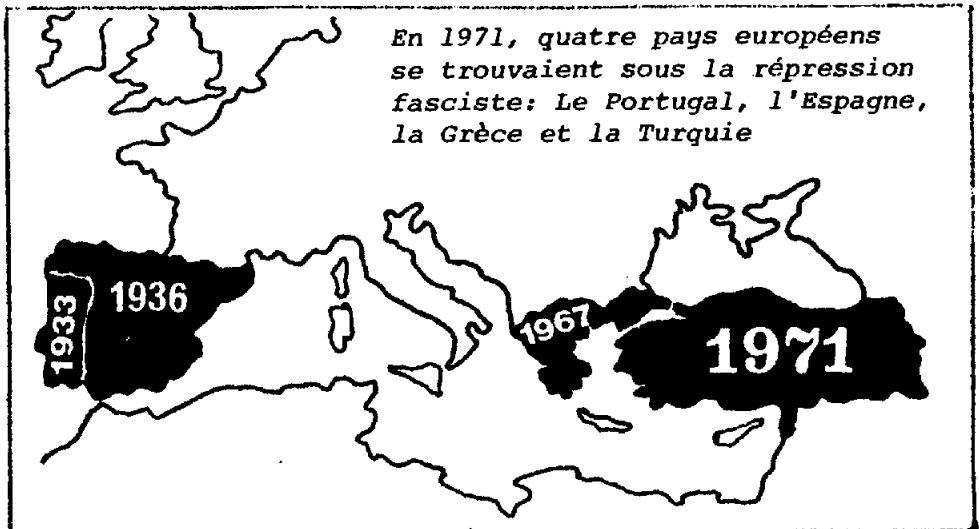 En 1971, quatre pays européens
se trouvaient sous la répression
fasciste: Le Portugal, l'Espagne,
la Grèce et la Turquie
1933
1936
1967
1971